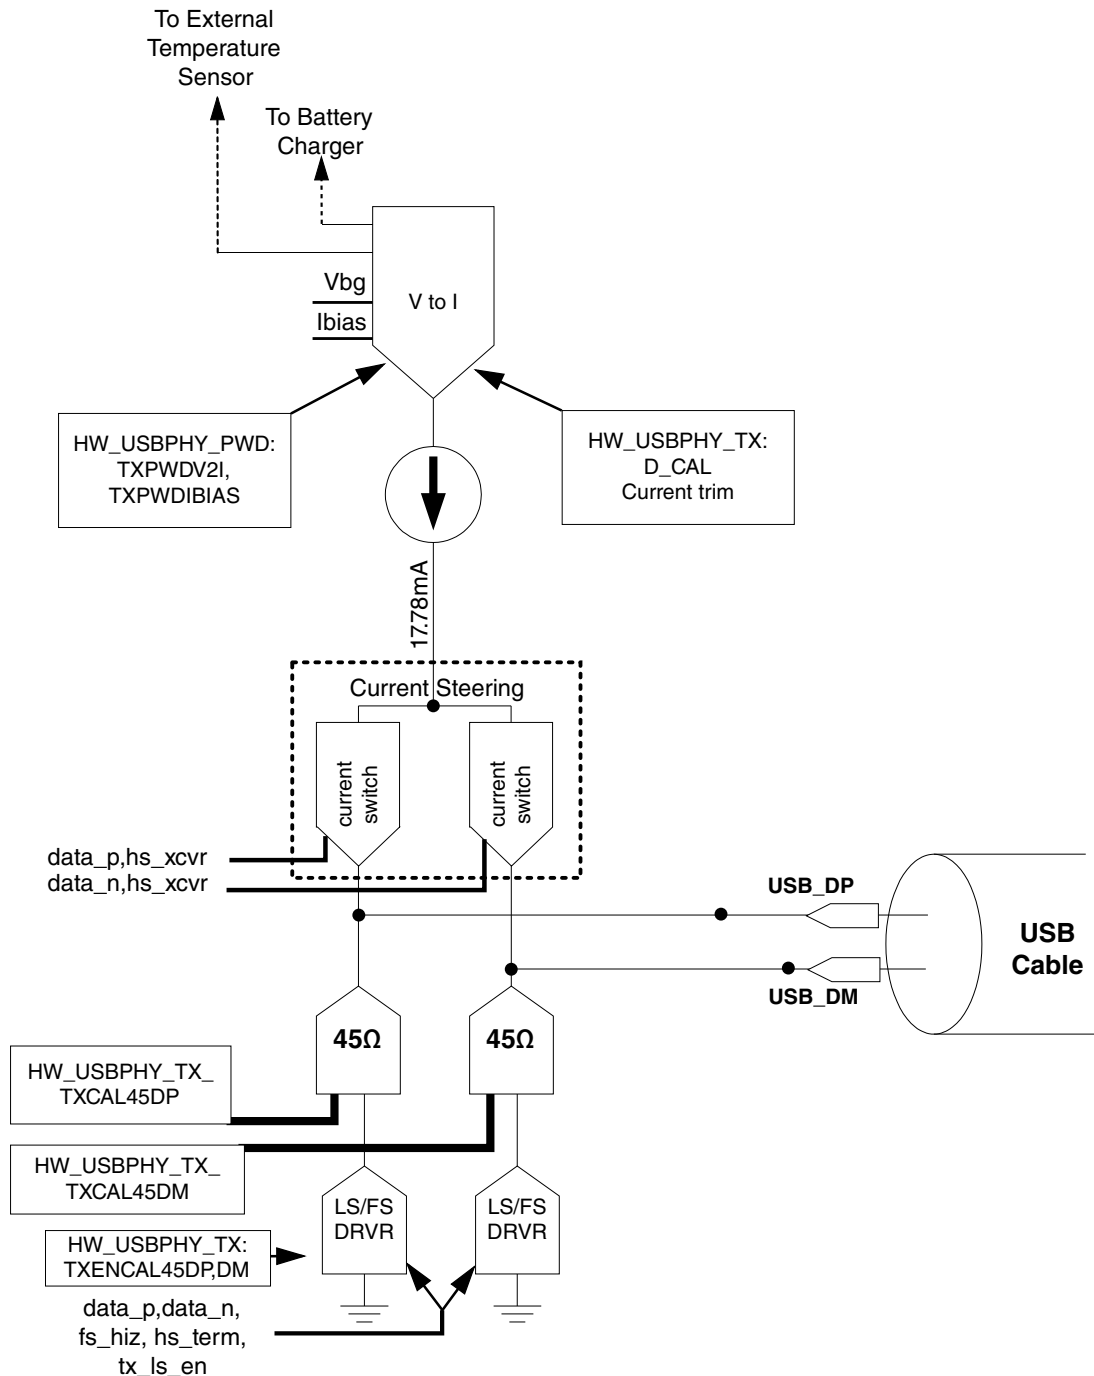 To External
Temperature
Sensor
To Battery
Charger
Vbg
Ibias
V to I
HW_USBPHY_PWD:
TXPWDV2I,
TXPWDIBIAS
HW_USBPHY_TX:
D_CAL
Current trim
17.78mA
Current Steering
current
switch
current
switch
data_p,hs_xcvr
data_n,hs_xcvr
USB_DP
USB_DM
USB
Cable
45Ω
45Ω
HW_USBPHY_TX_
TXCAL45DP
HW_USBPHY_TX_
TXCAL45DM
LS/FS
DRVR
LS/FS
DRVR
HW_USBPHY_TX:
TXENCAL45DP,DM
data_p,data_n,
fs_hiz, hs_term,
tx_ls_en